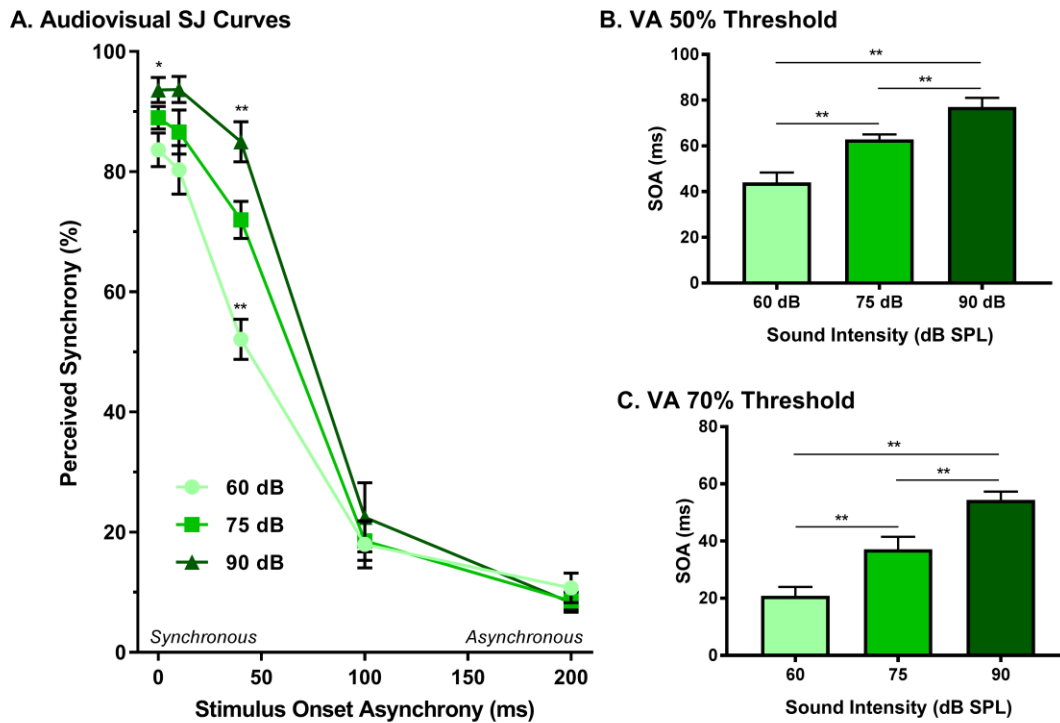 A. Audiovisual SJ Curves
100
80
60
40
20
0
Perceived Synchrony (%)
*
**
**
60 dB
75 dB
90 dB
Synchronous
Asynchronous
0
50
100
150
200
Stimulus Onset Asynchrony (ms)
B. VA 50% Threshold
100
80
60
40
20
0
SOA (ms)
**
**
**
60 dB
75 dB
90 dB
Sound Intensity (dB SPL)
C. VA 70% Threshold
80
60
40
20
0
SOA (ms)
**
**
**
60
75
90
Sound Intensity (dB SPL)